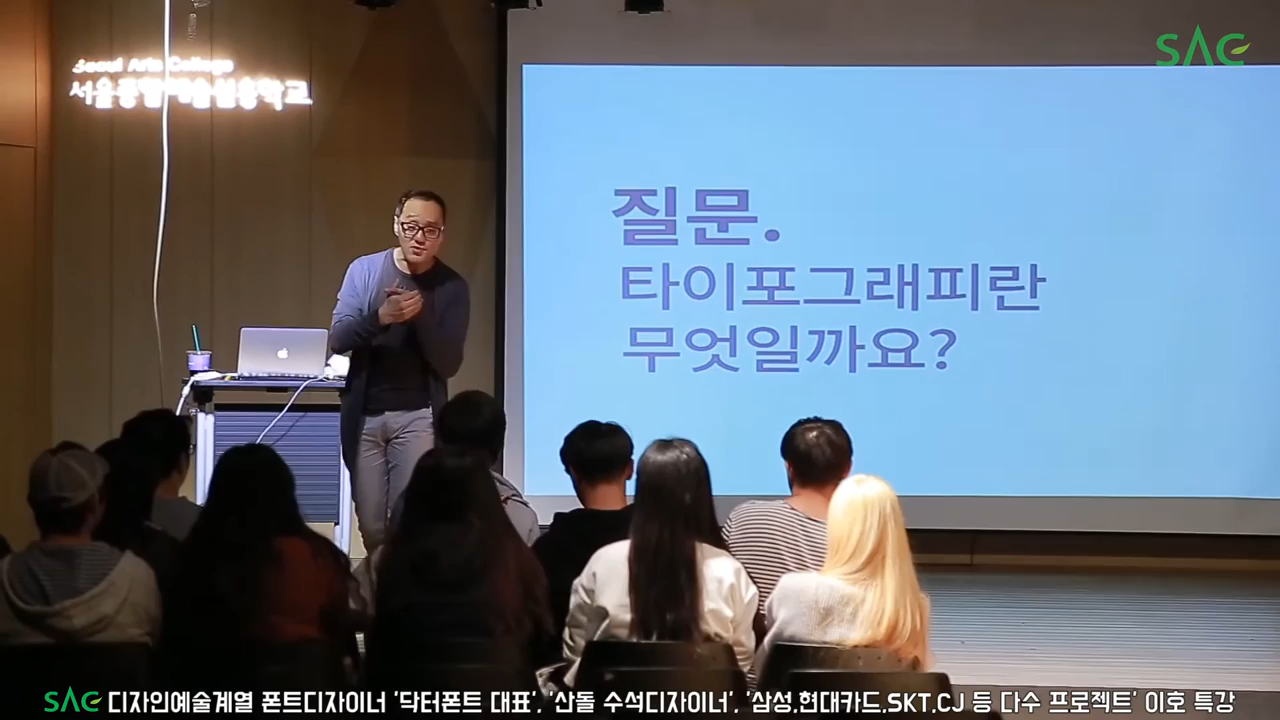 SAC
Seoul Arts College
서울종합예술실용학교
질문.
타이포그래피란
무엇일까요?
SAC 디자인예술계열 폰트디자이너 '닥터폰트 대표', '산돌 수석디자이너', '삼성,현대카드,SKT,CJ 등 다수 프로젝트' 이호 특강